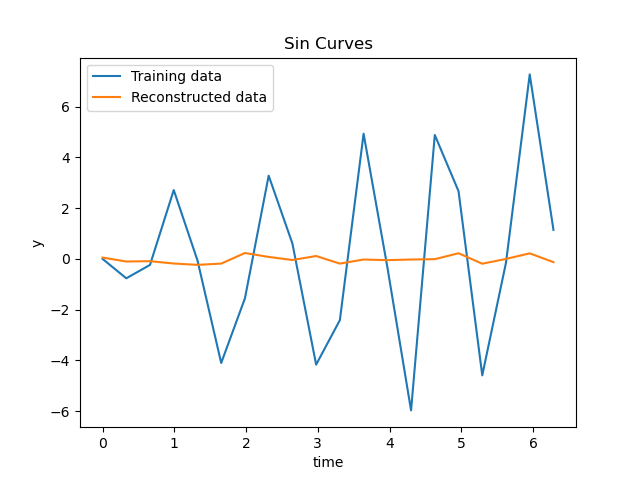 Sin Curves
Training data
Reconstructed data
6
4
2
0
−2
−4
−6
y
0 1 2 3 4 5 6
time